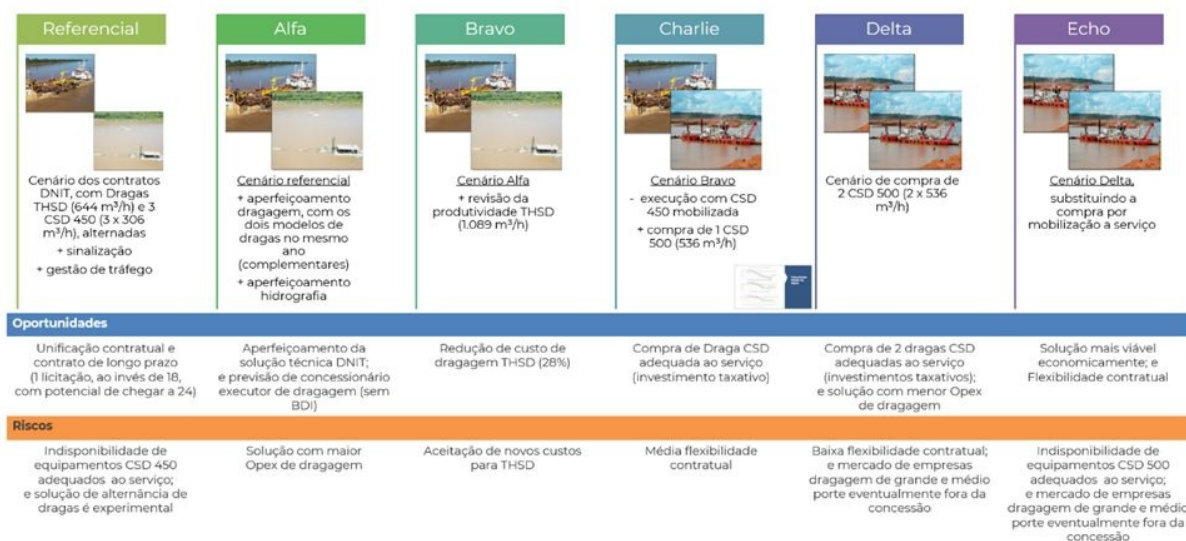 Referencial
Cenário dos contratos
DNIT, com Dragas
THSD (644 m³/h) e 3
CSD 450 (3 x 306
m³/h), alternadas
+ sinalização
+ gestão de tráfego
Alfa
Cenário referencial
+ aperfeiçoamento
dragagem, com os
dois modelos de
dragas no mesmo
ano
(complementares)
+ aperfeiçoamento
hidrografia
Bravo
Cenário Alfa
+ revisão da
produtividade THSD
(1.089 m³/h)
Charlie
Cenário Bravo
- execução com CSD
450 mobilizada
+ compra de 1 CSD
500 (536 m³/h)
Delta
Cenário de compra de
2 CSD 500 (2 x 536
m³/h)
Echo
Cenário Delta,
substituindo a
compra por
mobilização a serviço
Oportunidades
Unificação contratual e
contrato de longo prazo
(1 licitação, ao invés de 18,
com potencial de chegar a 24)
Aperfeiçoamento da
solução técnica DNIT;
e previsão de concessionário
executor de dragagem (sem
BDI)
Redução de custo de
dragagem THSD (28%)
Compra de Draga CSD
adequada ao serviço
(investimento taxativo)
Compra de 2 dragas CSD
adequadas ao serviço
(investimentos taxativos);
e solução com menor Opex
de dragagem
Solução mais viável
economicamente; e
Flexibilidade contratual
Riscos
Indisponibilidade de
equipamentos CSD 450
adequados ao serviço;
e solução de alternância de
dragas é experimental
Solução com maior
Opex de dragagem
Aceitação de novos custos
para THSD
Média flexibilidade
contratual
Baixa flexibilidade contratual;
e mercado de empresas
dragagem de grande e médio
porte eventualmente fora da
concessão
Indisponibilidade de
equipamentos CSD 500
adequados ao serviço;
e mercado de empresas
dragagem de grande e médio
porte eventualmente fora da
concessão